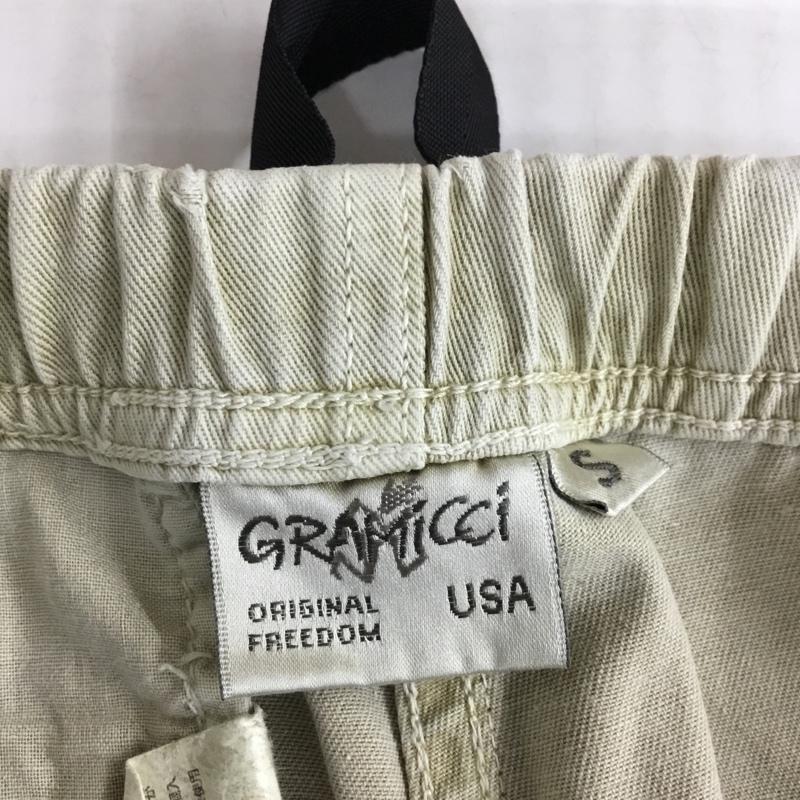 GRAMiCCi
S
ORIGINAL
FREEDOM
USA